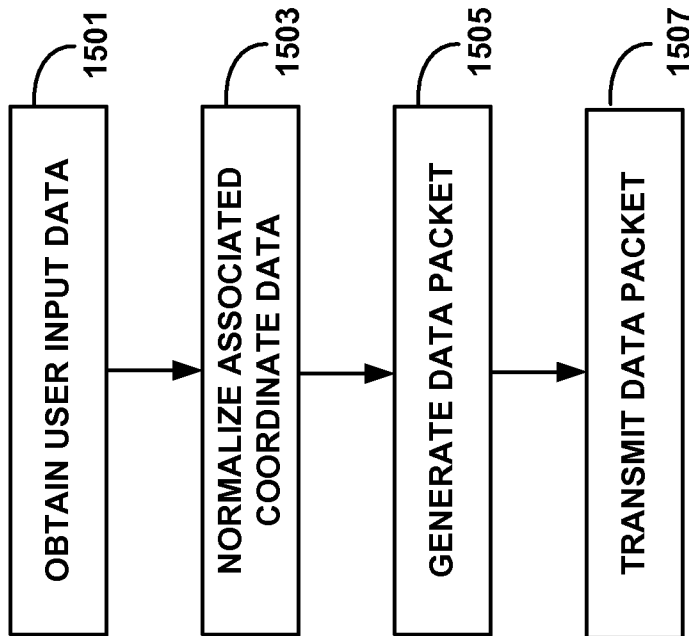 OBTAIN USER INPUT DATA
1501
NORMALIZE ASSOCIATED
COORDINATE DATA
1503
GENERATE DATA PACKET
1505
TRANSMIT DATA PACKET
1507